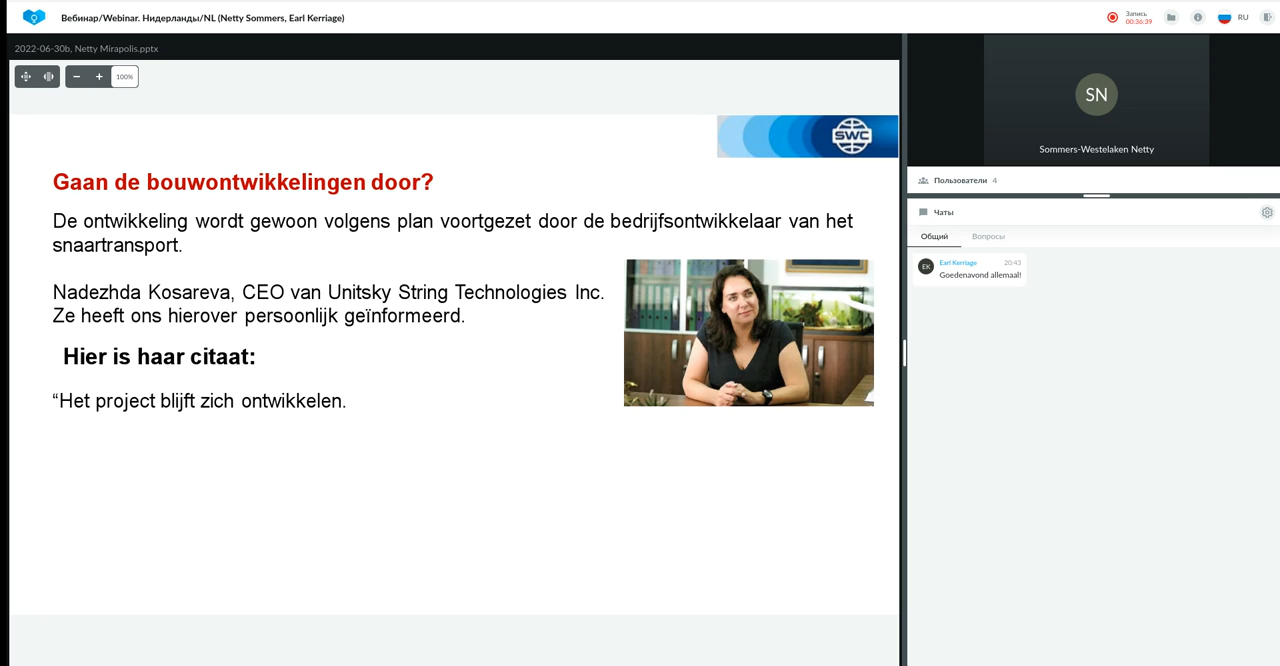 Вебинар/Webinar. Нидерланды/NL (Netty Sommers, Earl Kerriage)
Запись
00:36:39
RU
2022-06-30b, Netty Mirapolis.pptx
100%
SWC
Gaan de bouwontwikkelingen door?
De ontwikkeling wordt gewoon volgens plan voortgezet door de bedrijfsontwikkelaar van het
snaartransport.
Nadezhda Kosareva, CEO van Unitsky String Technologies Inc.
Ze heeft ons hierover persoonlijk geïnformeerd.
Hier is haar citaat:
“Het project blijft zich ontwikkelen.
SN
Sommers-Westelaken Netty
Пользователи 4
Чаты
Общий Вопросы
EK
Earl Kerriage 20:43
Goedenavond allemaal!